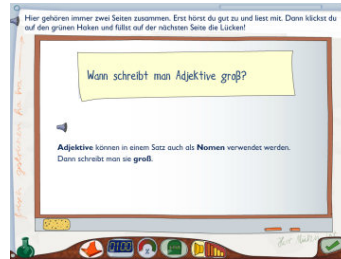 Hier gehören immer zwei Seiten zusammen. Erst hörst du gut zu und liest mit. Dann klickst du
auf den grünen Haken und füllst auf der nächsten Seite die Lücken!
Wann schreibt man Adjektive groß?
Adjektive können in einem Satz auch als Nomen verwendet werden.
Dann schreibt man sie groß.